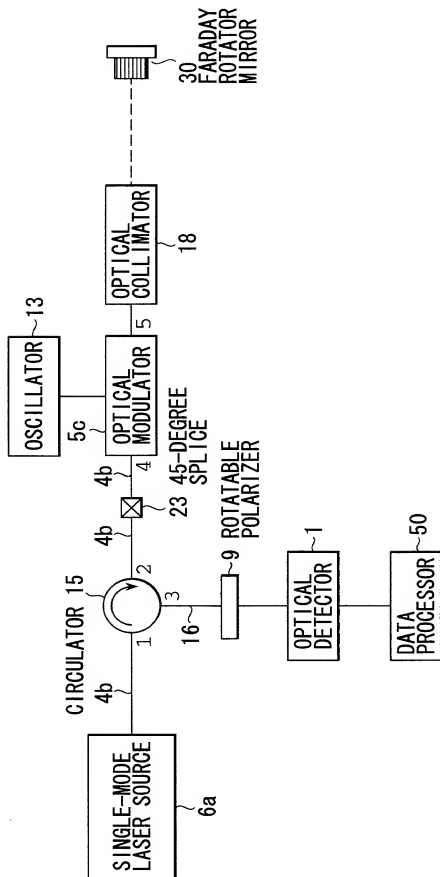 SINGLE-MODE
LASER SOURCE
6a
4b
CIRCULATOR 15
1
2
3
16
9 ROTATABLE
POLARIZER
OPTICAL
DETECTOR
1
DATA
PROCESSOR
50
4b
23
45-DEGREE
SPLICE
4b
4
5c
OPTICAL
MODULATOR
OSCILLATOR
13
5
OPTICAL
COLLIMATOR
18
30 FARADAY
ROTATOR
MIRROR